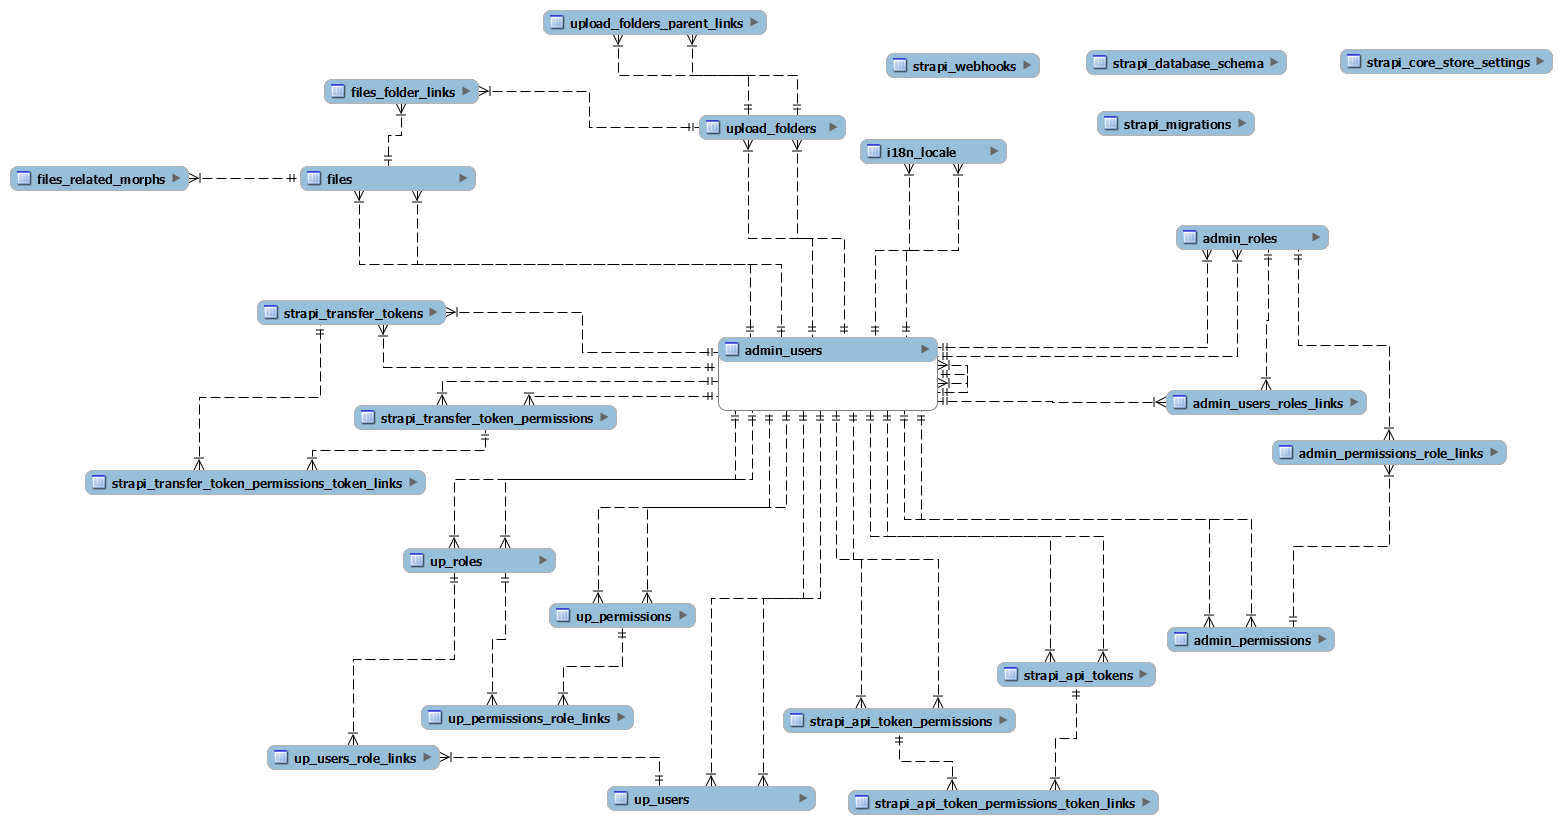 upload_folders_parent_links
strapi_webhooks
strapi_database_schema
strapi_core_store_settings
files_folder_links
upload_folders
strapi_migrations
i18n_locale
files_related_morphs
files
admin_roles
strapi_transfer_tokens
admin_users
admin_users_roles_links
strapi_transfer_token_permissions
admin_permissions_role_links
strapi_transfer_token_permissions_token_links
up_roles
up_permissions
admin_permissions
strapi_api_tokens
up_permissions_role_links
strapi_api_token_permissions
up_users_role_links
up_users
strapi_api_token_permissions_token_links